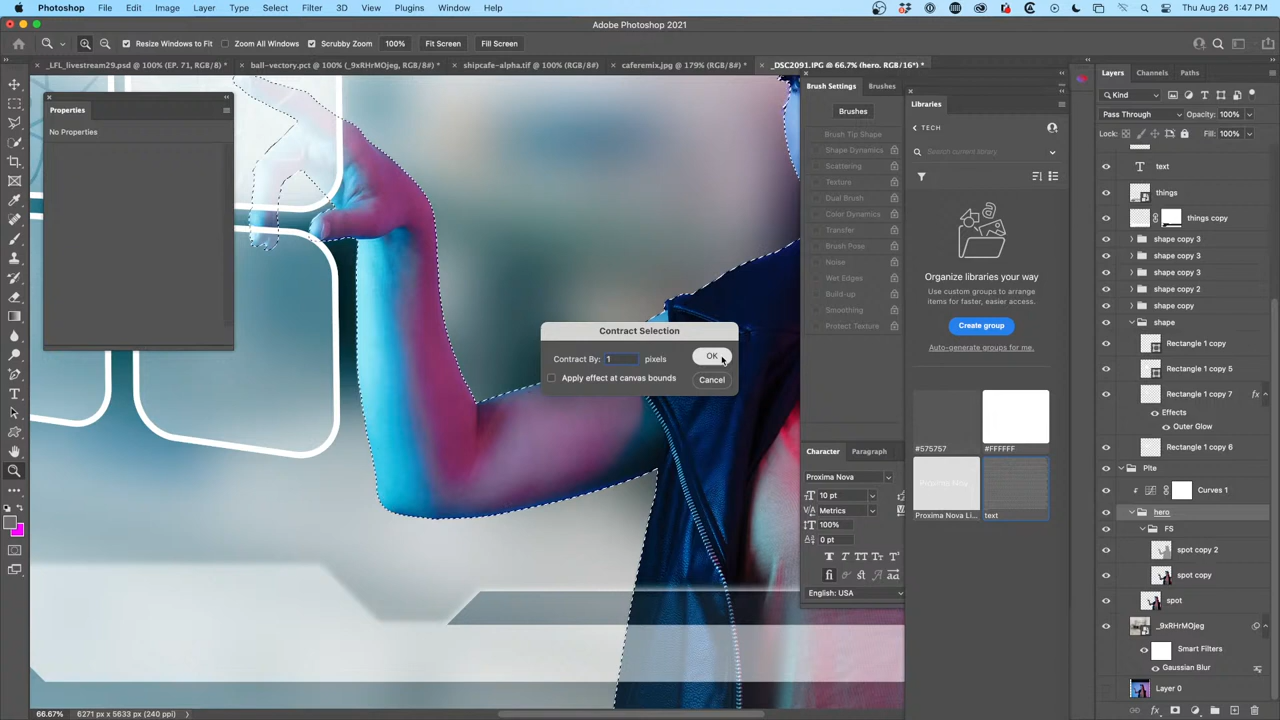 Photoshop File Edit Image Layer Type Select Filter 3D View Plugins Window Help
Thu Aug 26 1:47 PM
Adobe Photoshop 2021
Resize Windows to Fit Zoom All Windows Scrubby Zoom 100% Fit Screen Fill Screen
_LFL_livestream29.psd @ 100% (EP. 71, RGB/8) * ball-vectory.pct @ 100% (_9xRHrMOjeg, RGB/8#) * shipcafe-alpha.tif @ 100% (RGB/8#) caferemix.jpg @ 179% (RGB/8#) * _DSC2091.JPG @ 66.7% (hero, RGB/16*) *
Properties
No Properties
Contract Selection
Contract By: 1 pixels
OK
Apply effect at canvas bounds
Cancel
Brush Settings Brushes
Brushes
Brush Tip Shape
Shape Dynamics
Scattering
Texture
Dual Brush
Color Dynamics
Transfer
Brush Pose
Noise
Wet Edges
Build-up
Smoothing
Protect Texture
Character Paragraph
Proxima Nova
10 pt
Metrics
100%
0 pt
T T TT Tt T
fi st A aa
English: USA
Libraries
TECH
Search current library
Organize libraries your way
Use custom groups to arrange
items for faster, easier access.
Create group
Auto-generate groups for me.
#575757 #FFFFFF
Proxima Nova Li... text
Layers Channels Paths
Kind
Pass Through Opacity: 100%
Lock: Fill: 100%
text
things
things copy
shape copy 3
shape copy 3
shape copy 3
shape copy 2
shape copy
shape
Rectangle 1 copy
Rectangle 1 copy 5
Rectangle 1 copy 7 fx
Effects
Outer Glow
Rectangle 1 copy 6
Plte
Curves 1
hero
FS
spot copy 2
spot copy
spot
_9xRHrMOjeg
Smart Filters
Gaussian Blur
Layer 0
66.67% 6271 px x 5633 px (240 ppi)